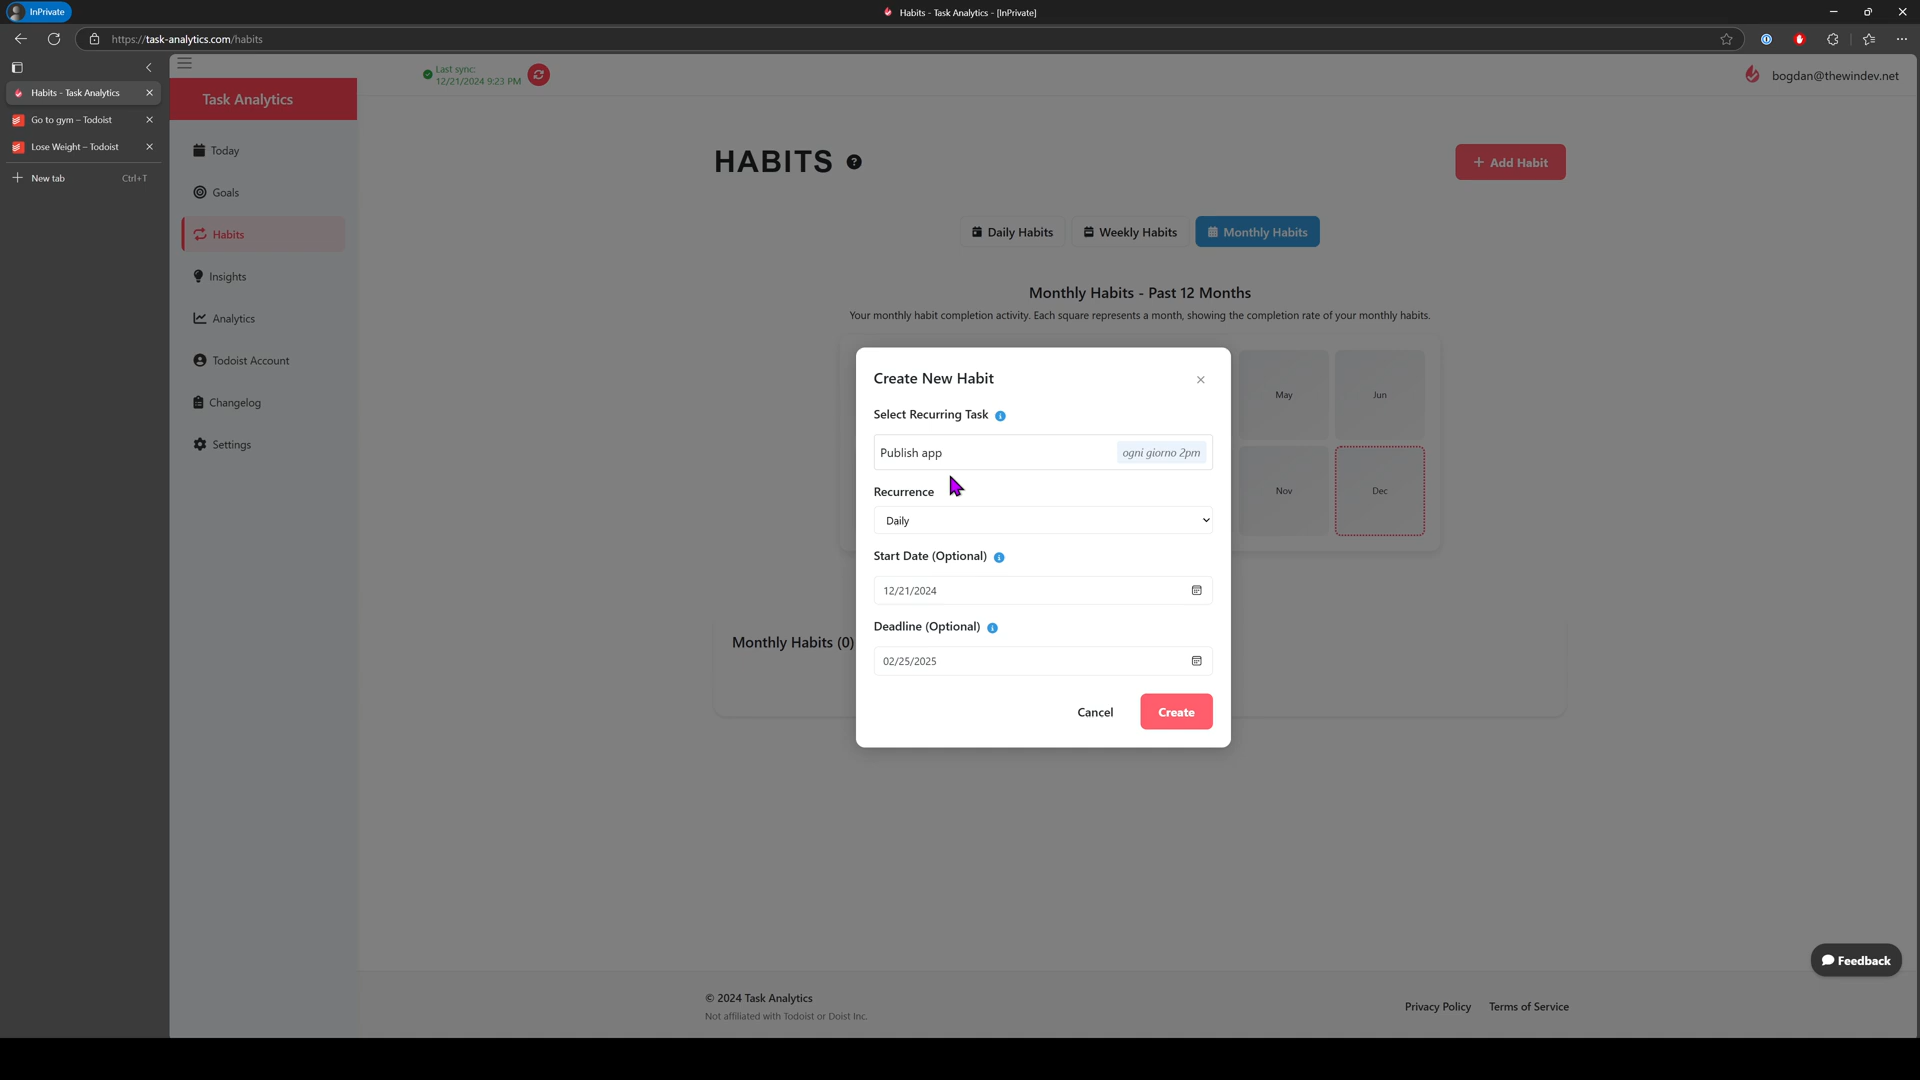 InPrivate
Habits - Task Analytics - [InPrivate]
https://task-analytics.com/habits
Habits - Task Analytics
Go to gym – Todoist
Lose Weight – Todoist
New tab Ctrl+T
Last sync:
12/21/2024 9:23 PM
bogdan@thewindev.net
Task Analytics
Today
Goals
Habits
Insights
Analytics
Todoist Account
Changelog
Settings
HABITS ?
+ Add Habit
Daily Habits
Weekly Habits
Monthly Habits
Monthly Habits - Past 12 Months
Your monthly habit completion activity. Each square represents a month, showing the completion rate of your monthly habits.
May
Jun
Nov
Dec
Monthly Habits (0)
Create New Habit
Select Recurring Task
Publish app
ogni giorno 2pm
Recurrence
Daily
Start Date (Optional)
12/21/2024
Deadline (Optional)
02/25/2025
Cancel
Create
Feedback
© 2024 Task Analytics
Not affiliated with Todoist or Doist Inc.
Privacy Policy
Terms of Service